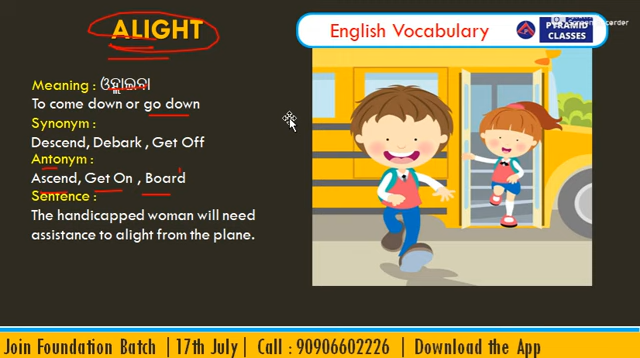 ALIGHT
English Vocabulary
PYRAMID
CLASSES
Meaning : ଓହ୍ଲାଇବା
To come down or go down
Synonym :
Descend, Debark , Get Off
Antonym :
Ascend, Get On , Board
Sentence :
The handicapped woman will need
assistance to alight from the plane.
Join Foundation Batch | 17th July | Call : 90906602226 | Download the App